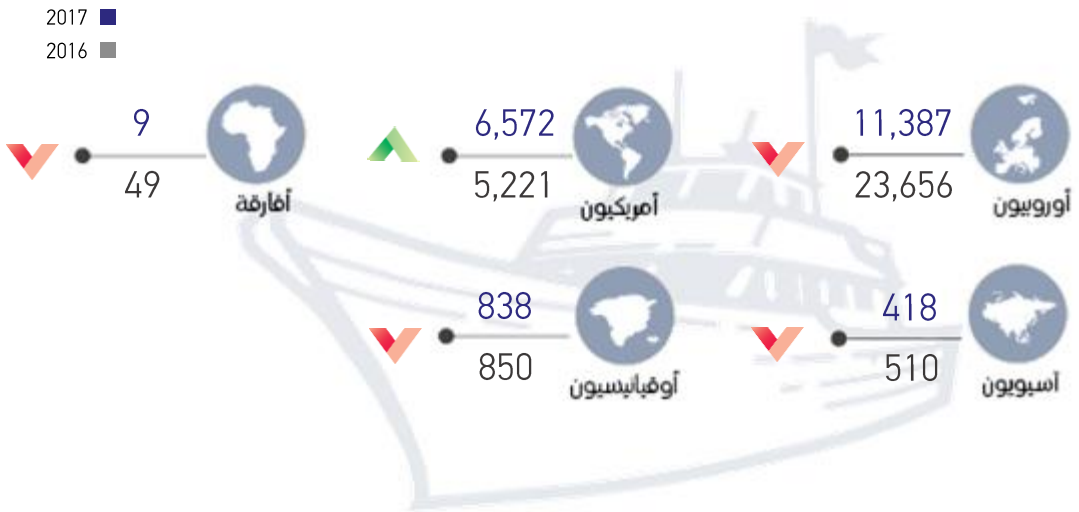 2017
2016
11,387
23,656
أوروبيون
6,572
5,221
أمريكيون
9
49
أفارقة
418
510
آسيويون
838
850
أوقيانيسيون